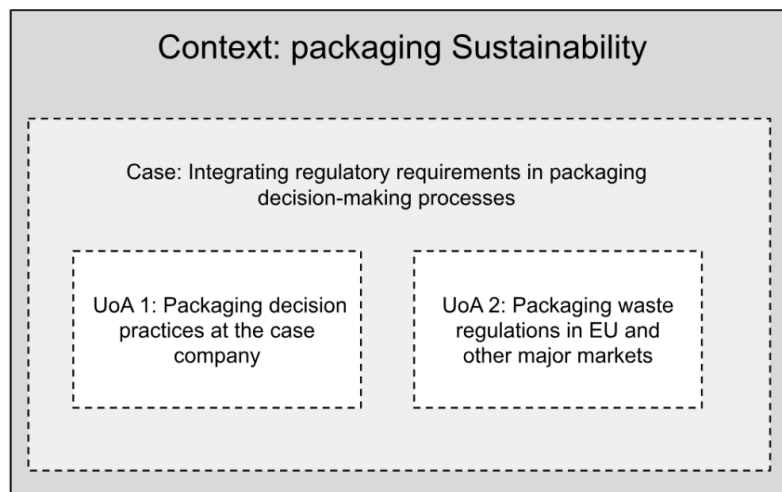 Context: packaging Sustainability
Case: Integrating regulatory requirements in packaging
decision-making processes
UoA 1: Packaging decision
practices at the case
company
UoA 2: Packaging waste
regulations in EU and
other major markets